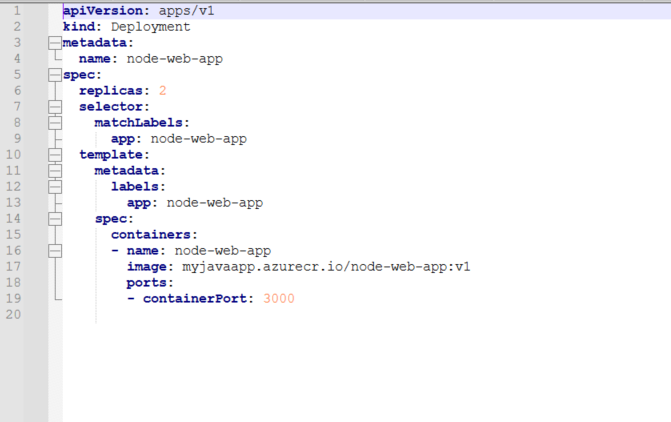 1 apiVersion: apps/v1
2 kind: Deployment
3 metadata:
4   name: node-web-app
5 spec:
6   replicas: 2
7   selector:
8     matchLabels:
9       app: node-web-app
10   template:
11     metadata:
12       labels:
13         app: node-web-app
14     spec:
15       containers:
16       - name: node-web-app
17         image: myjavaapp.azurecr.io/node-web-app:v1
18         ports:
19         - containerPort: 3000
20